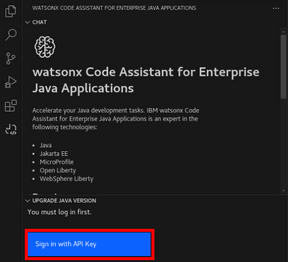 WATSONX CODE ASSISTANT FOR ENTERPRISE JAVA APPLICATIONS
CHAT
watsonx Code Assistant for Enterprise
Java Applications
Accelerate your Java development tasks. IBM watsonx Code
Assistant for Enterprise Java Applications is an expert in the
following technologies:
• Java
• Jakarta EE
• MicroProfile
• Open Liberty
• WebSphere Liberty
UPGRADE JAVA VERSION
You must log in first.
Sign in with API Key